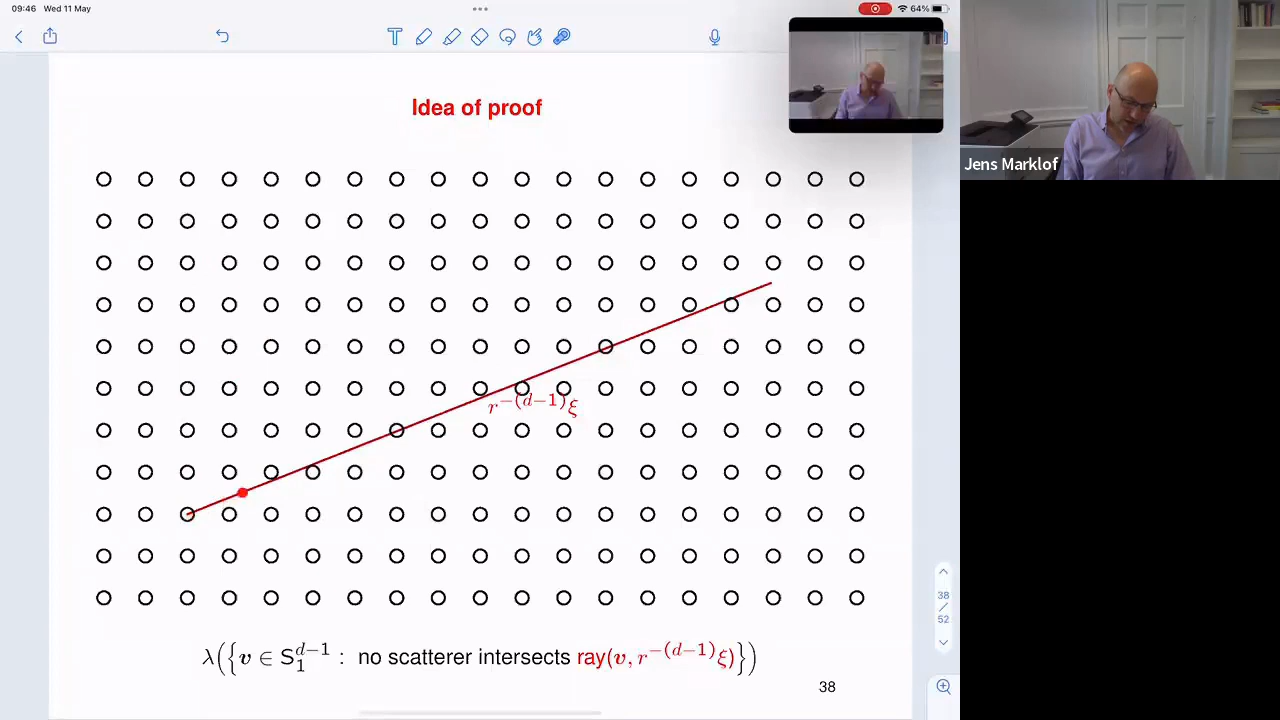 09:46 Wed 11 May
64%
Idea of proof
Jens Marklof
r^{-(d-1)}ξ
38
/
52
λ({v ∈ S_1^{d-1} : no scatterer intersects ray(v, r^{-(d-1)}ξ)})
38